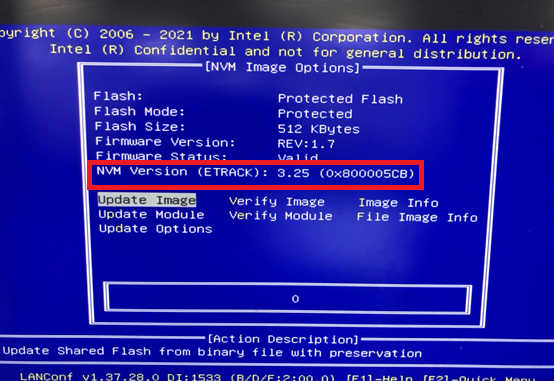 pyright (C) 2006 - 2021 by Intel (R) Corporation. All rights reser
Intel (R) Confidential and not for general distribution.
[NVM Image Options]
Flash: Protected Flash
Flash Mode: Protected
Flash Size: 512 KBytes
Firmware Version: REV:1.7
Firmware Status: Valid
NVM Version (ETRACK): 3.25 (0x800005CB)
Update Image Verify Image Image Info
Update Module Verify Module File Image Info
Update Options
0
[Action Description]
Update Shared Flash from binary file with preservation
LANConf v1.37.28.0 DI:1533 (B/D/F:2:00.0) [F1]-Help [F2]-Quick Menu